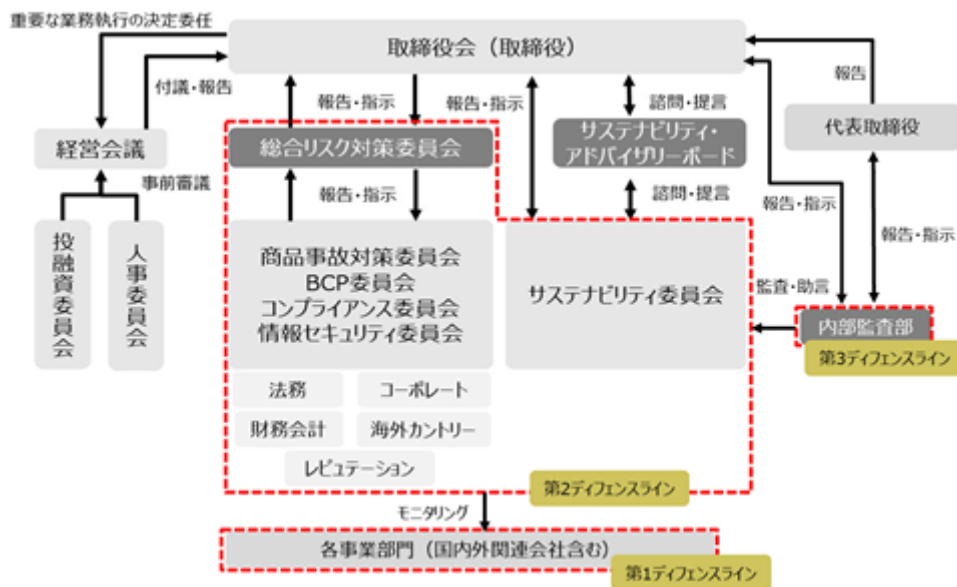 重要な業務執行の決定委任
取締役会（取締役）
付議・報告
報告・指示
報告・指示
諮問・提言
報告
経営会議
総合リスク対策委員会
サステナビリティ・
アドバイザリーボード
代表取締役
事前審議
報告・指示
諮問・提言
報告・指示
報告・指示
投融資委員会
人事委員会
商品事故対策委員会
BCP委員会
コンプライアンス委員会
情報セキュリティ委員会
サステナビリティ委員会
監査・助言
内部監査部
第3ディフェンスライン
法務
コーポレート
財務会計
海外カントリー
レピュテーション
第2ディフェンスライン
モニタリング
各事業部門（国内外関連会社含む）
第1ディフェンスライン